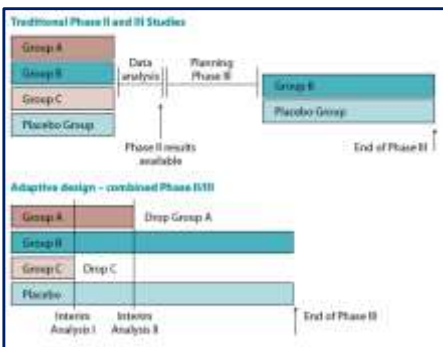 Traditional Phase II and III Studies
Group A
Group B
Group C
Placebo Group
Data
analysis
Planning
Phase III
Phase II results
available
Group B
Placebo Group
End of Phase III
Adaptive design – combined Phase II/III
Group A
Drop Group A
Group B
Group C
Drop C
Placebo
Interim
Analysis I
Interim
Analysis II
End of Phase III